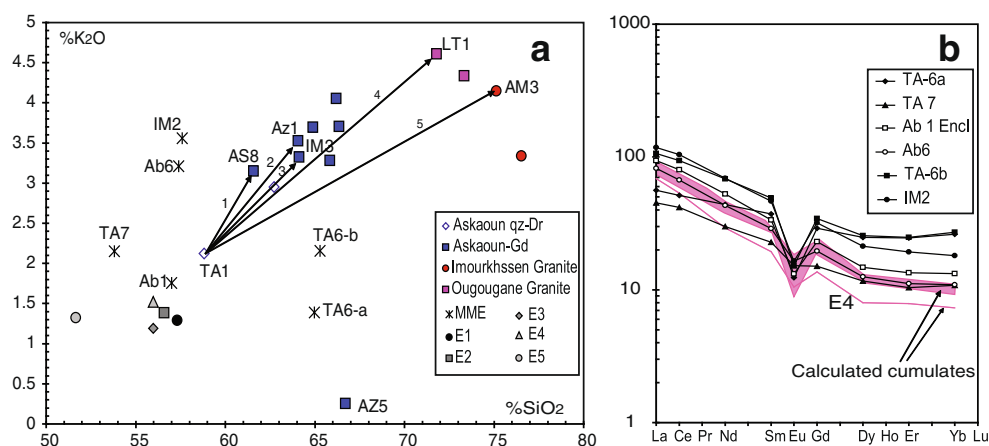 %K2O
a
5
4.5
4
3.5
3
2.5
2
1.5
1
0.5
0
50
55
60
65
70
75
80
%SiO2
LT1
AM3
IM2
Ab6
Az1
IM3
AS8
TA7
TA1
TA6-b
Ab1
TA6-a
AZ5
1
2
3
4
5
Askaoun qz-Dr
Askaoun-Gd
Imourkhssen Granite
Ougougane Granite
MME
E3
E1
E4
E2
E5
b
1000
100
10
1
TA-6a
TA 7
Ab 1 Encl
Ab6
TA-6b
IM2
E4
Calculated cumulates
La Ce Pr Nd Sm Eu Gd Dy Ho Er Yb Lu